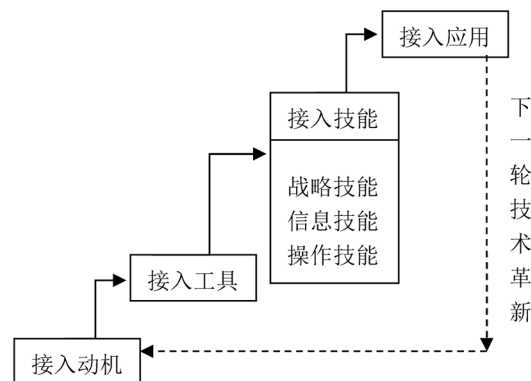 接入应用
接入技能
战略技能
信息技能
操作技能
接入工具
接入动机
下一轮技术革新